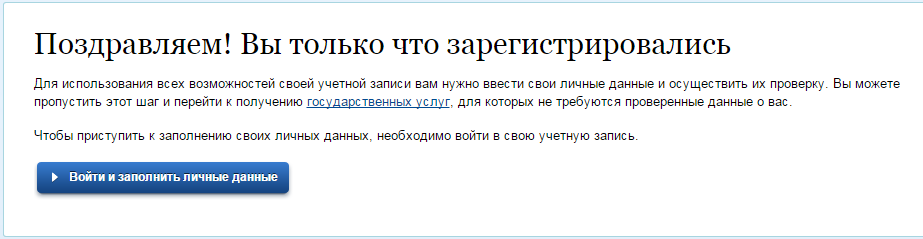 Поздравляем! Вы только что зарегистрировались
Для использования всех возможностей своей учетной записи вам нужно ввести свои личные данные и осуществить их проверку. Вы можете
пропустить этот шаг и перейти к получению государственных услуг, для которых не требуются проверенные данные о вас.
Чтобы приступить к заполнению своих личных данных, необходимо войти в свою учетную запись.
Войти и заполнить личные данные